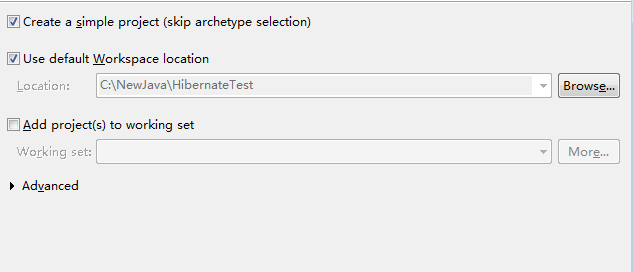 Create a simple project (skip archetype selection)
Use default Workspace location
Location: C:\NewJava\HibernateTest Browse...
Add project(s) to working set
Working set: More...
Advanced